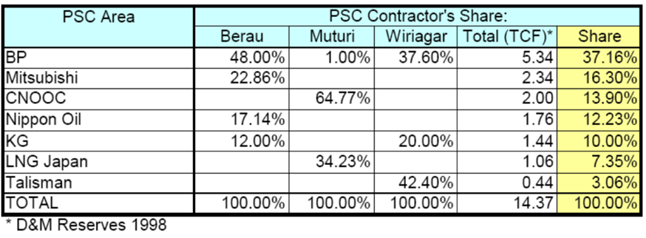 PSC Area PSC Contractor's Share:
Berau Muturi Wiriagar Total (TCF)* Share
BP 48.00% 1.00% 37.60% 5.34 37.16%
Mitsubishi 22.86% 2.34 16.30%
CNOOC 64.77% 2.00 13.90%
Nippon Oil 17.14% 1.76 12.23%
KG 12.00% 20.00% 1.44 10.00%
LNG Japan 34.23% 1.06 7.35%
Talisman 42.40% 0.44 3.06%
TOTAL 100.00% 100.00% 100.00% 14.37 100.00%
* D&M Reserves 1998